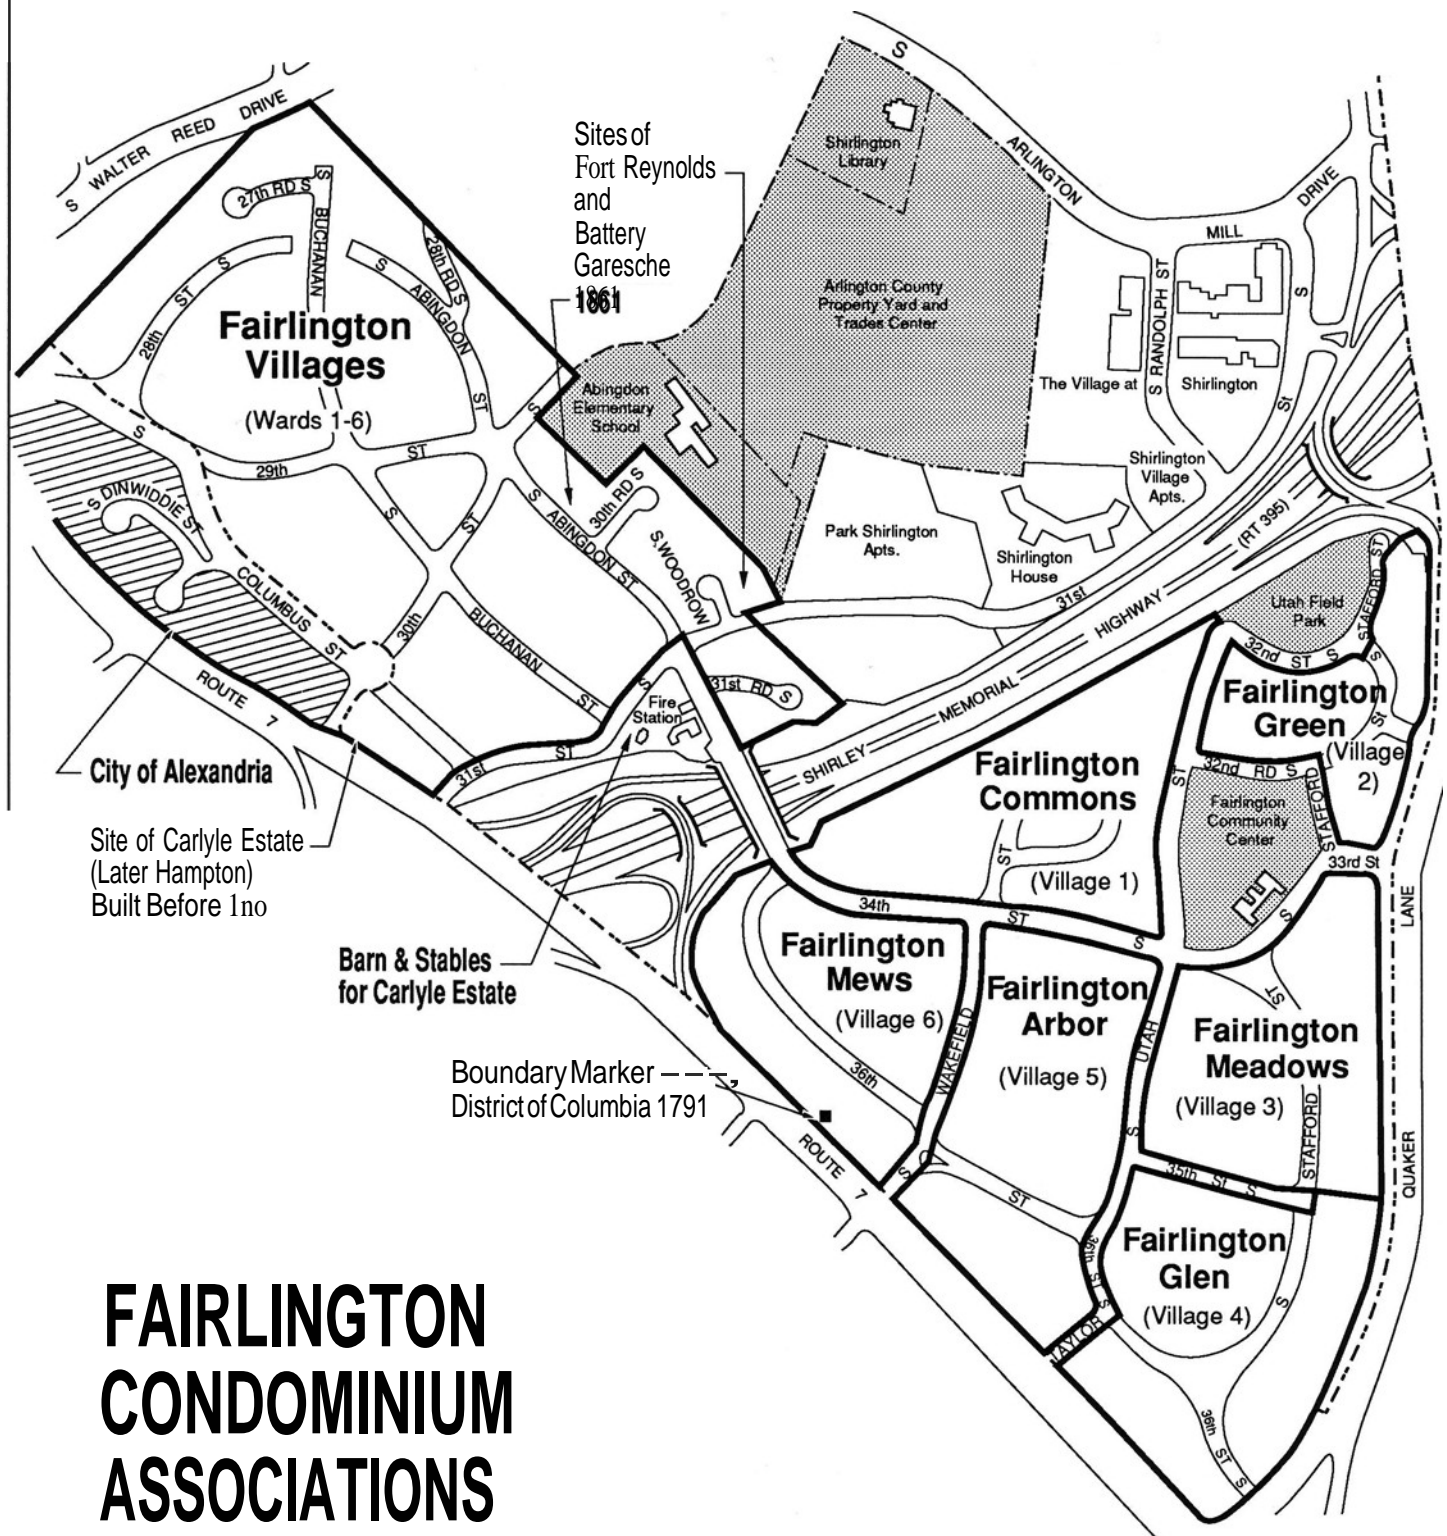 S WALTER REED DRIVE
27th RD S
S
BUCHANAN
28th ST S
S ABINGDON ST
28th RD S
Fairlington
Villages
(Wards 1-6)
Sites of
Fort Reynolds
and
Battery
Garesche
1861
Shirlington
Library
S ARLINGTON MILL DRIVE
Arlington County
Property Yard and
Trades Center
S RANDOLPH ST
The Village at
Shirlington
S
St
Abingdon
Elementary
School
S
S
29th ST
S
ST
S DINWIDDIE ST
S ABINGDON ST
30th RD S
S. WOODROW
Park Shirlington
Apts.
Shirlington
House
Shirlington
Village
Apts.
31st
COLUMBUS ST
30th
BUCHANAN ST
SHIRLEY MEMORIAL HIGHWAY (RT 395)
Utah Field
Park
STAFFORD ST
S
St
32nd ST S
Fairlington
Green
(Village
2)
ROUTE 7
City of Alexandria
31st RD S
S
Fire
Station
31st ST
Fairlington
Commons
(Village 1)
ST
ST
32nd RD S
STAFFORD
Fairlington
Community
Center
33rd St
S
Site of Carlyle Estate
(Later Hampton)
Built Before 1no
Barn & Stables
for Carlyle Estate
34th ST S
Fairlington
Mews
(Village 6)
Fairlington
Arbor
(Village 5)
WAKEFIELD
S
UTAH
S
ST
Fairlington
Meadows
(Village 3)
STAFFORD
QUAKER LANE
Boundary Marker
District of Columbia 1791
36th ST
ROUTE 7
35th St S
36th ST S
Fairlington
Glen
(Village 4)
S
TAYLOR
36th ST S
FAIRLINGTON
CONDOMINIUM
ASSOCIATIONS